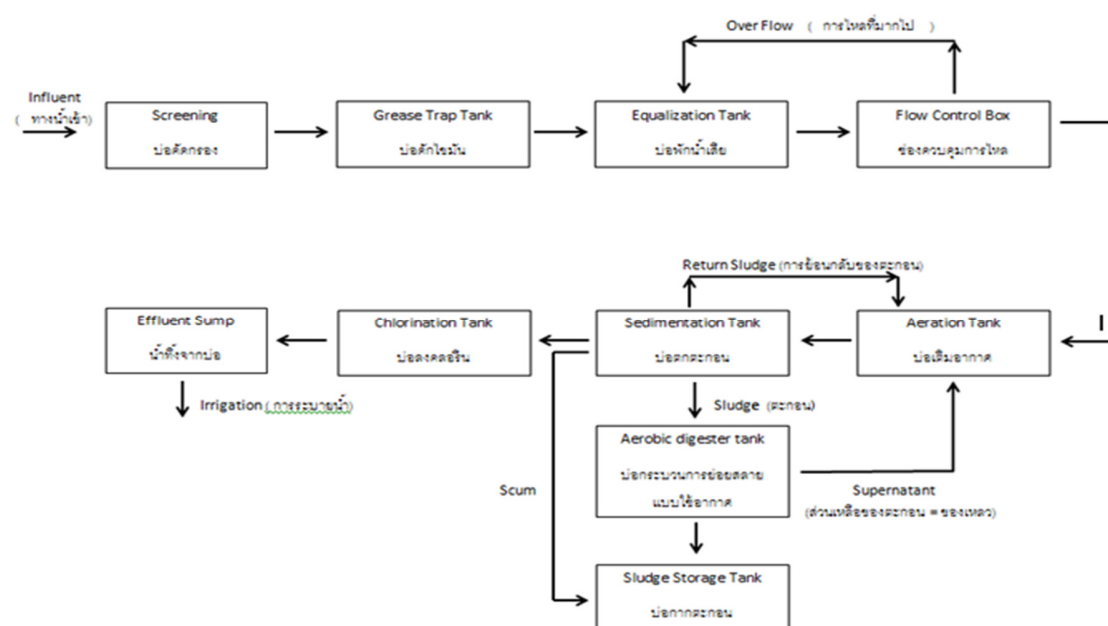 Over Flow ( การไหลที่มากไป )
Influent
( ทางน้ำเข้า)
Screening
บ่อคัดกรอง
Grease Trap Tank
บ่อดักไขมัน
Equalization Tank
บ่อพักน้ำเสีย
Flow Control Box
ช่องควบคุมการไหล
Return Sludge (การย้อนกลับของตะกอน)
Effluent Sump
น้ำทิ้งจากบ่อ
Chlorination Tank
บ่อลงคลอรีน
Sedimentation Tank
บ่อตกตะกอน
Aeration Tank
บ่อเติมอากาศ
Irrigation ( การระบายน้ำ)
Sludge (ตะกอน)
Aerobic digester tank
บ่อกระบวนการย่อยสลาย
แบบใช้อากาศ
Scum
Supernatant
(ส่วนเหลือของตะกอน = ของเหลว)
Sludge Storage Tank
บ่อกากตะกอน